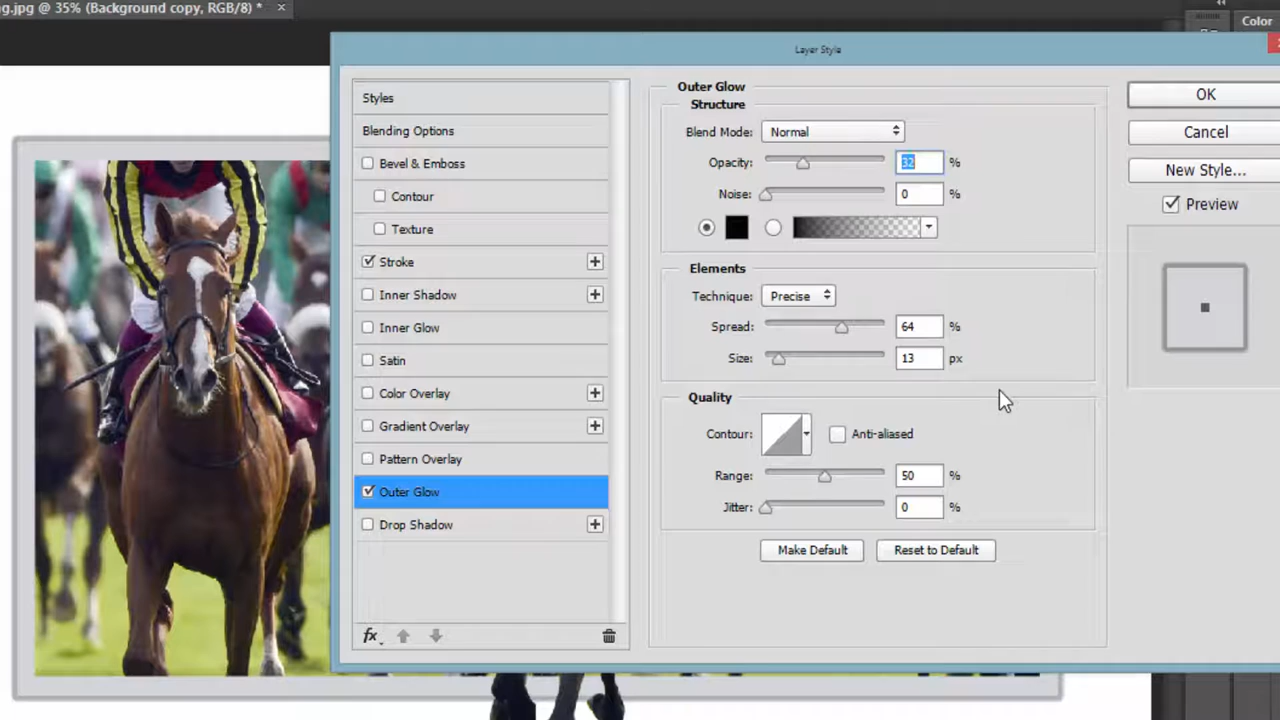 ng.jpg @ 35% (Background copy, RGB/8) * ×
Color
Layer Style
Styles
Blending Options
Bevel & Emboss
Contour
Texture
Stroke
Inner Shadow
Inner Glow
Satin
Color Overlay
Gradient Overlay
Pattern Overlay
Outer Glow
Drop Shadow
fx
Outer Glow
Structure
Blend Mode: Normal
Opacity: 32 %
Noise: 0 %
Elements
Technique: Precise
Spread: 64 %
Size: 13 px
Quality
Contour: Anti-aliased
Range: 50 %
Jitter: 0 %
Make Default Reset to Default
OK
Cancel
New Style...
Preview